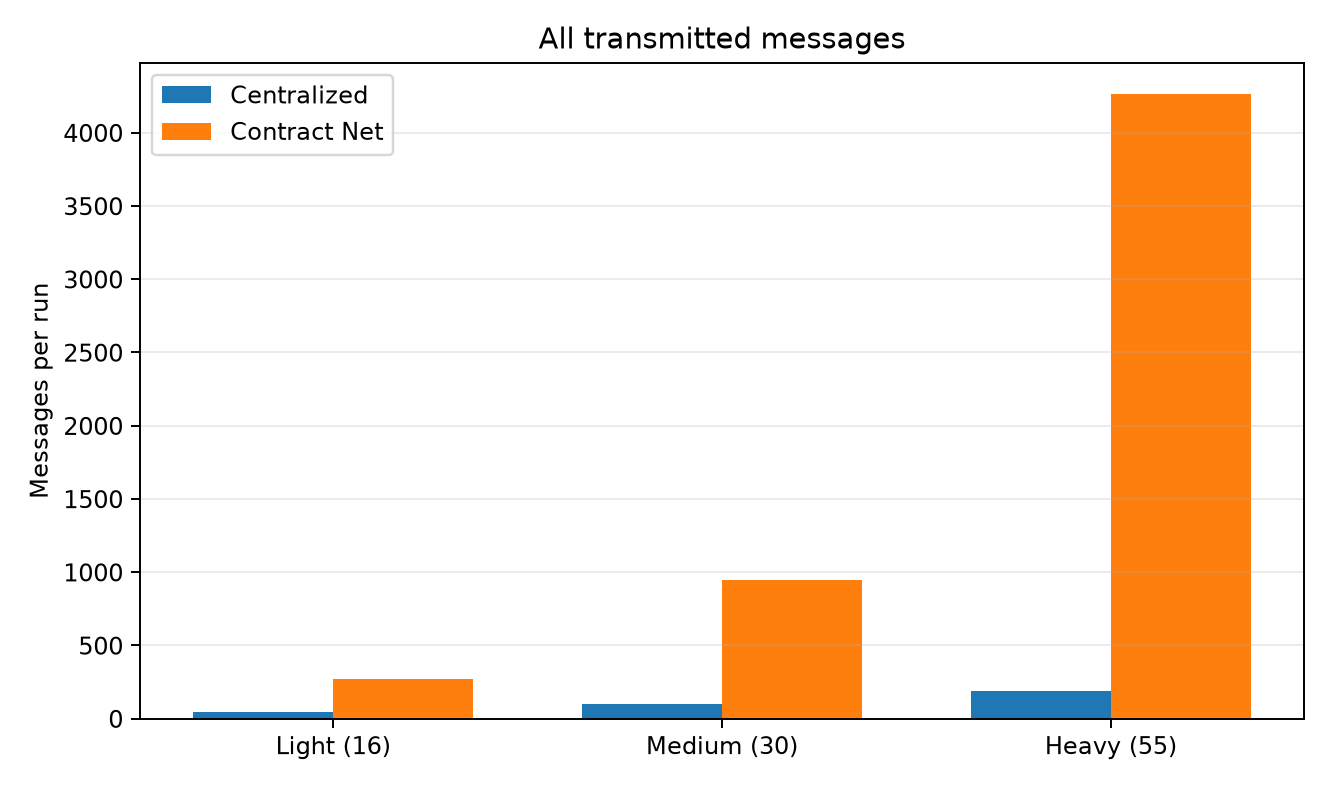 All transmitted messages
Centralized
Contract Net
Messages per run
4000
3500
3000
2500
2000
1500
1000
500
0
Light (16)
Medium (30)
Heavy (55)